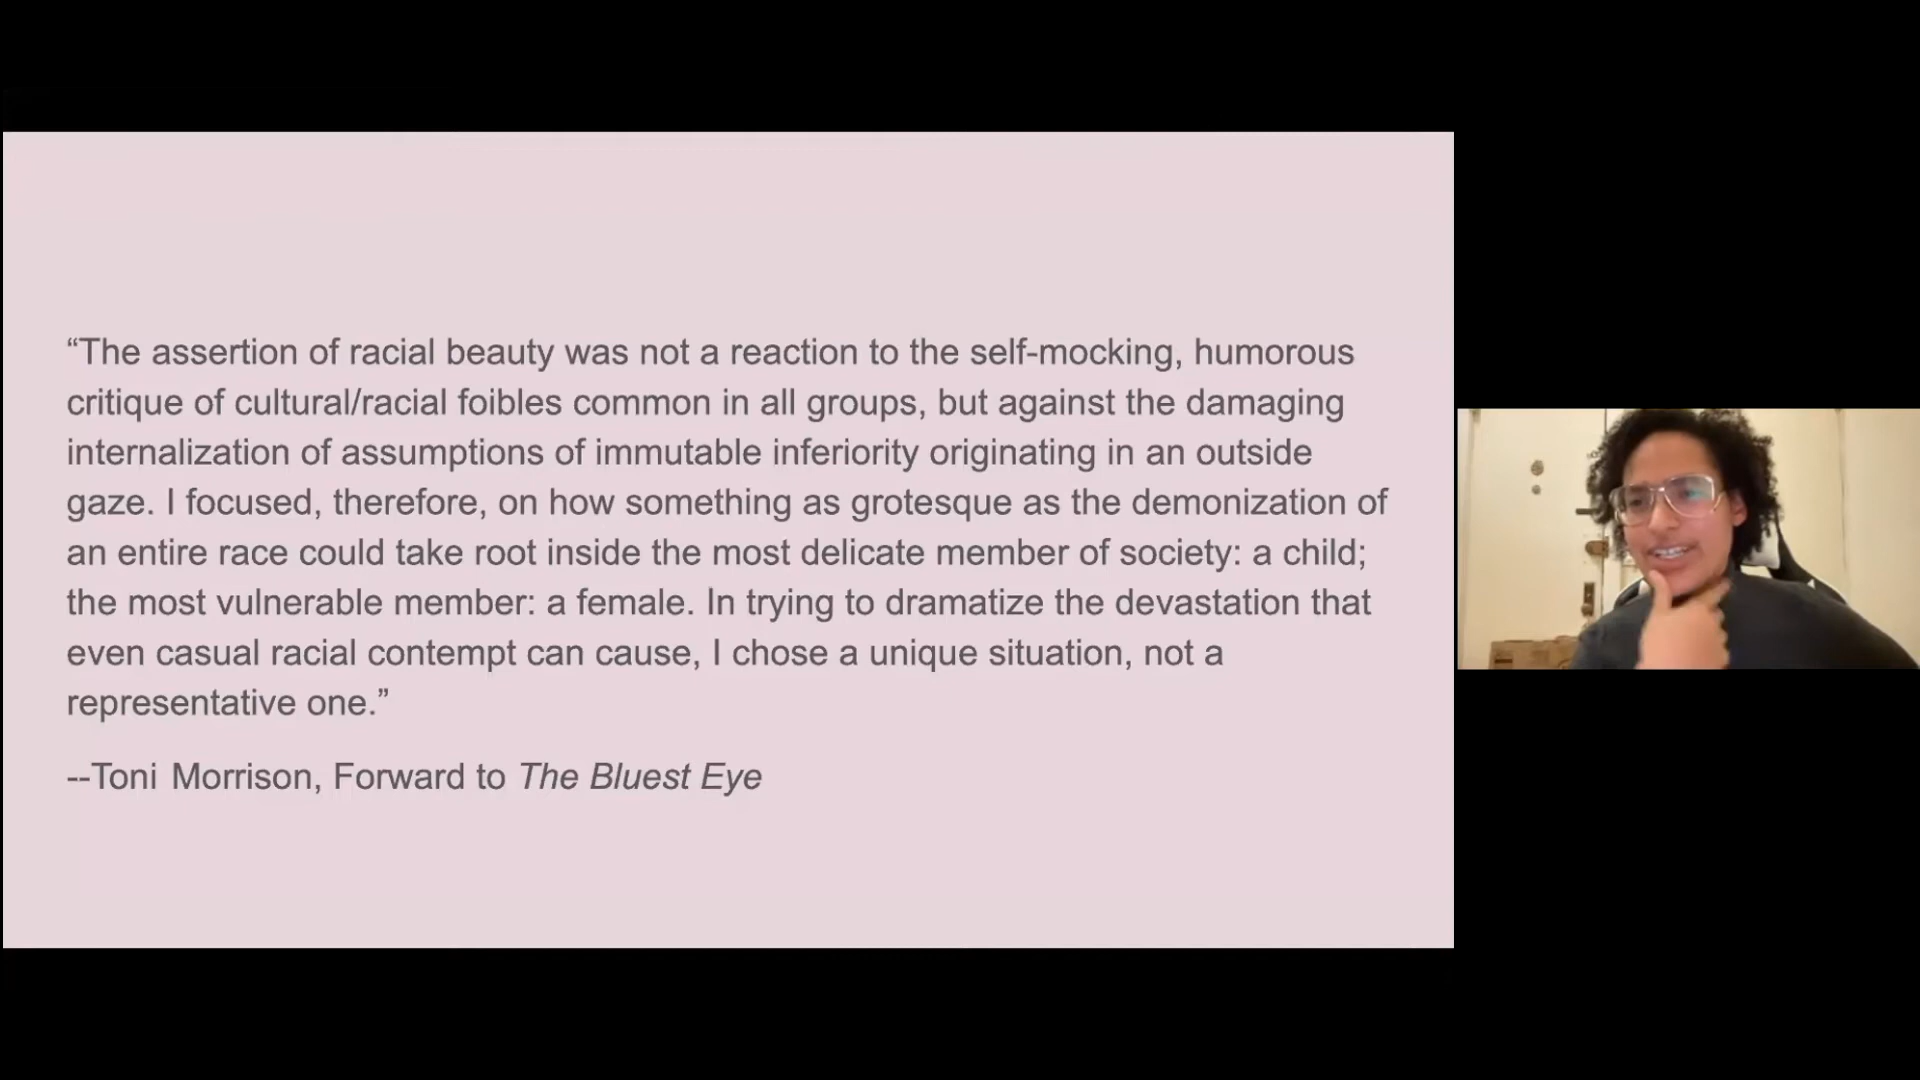 “The assertion of racial beauty was not a reaction to the self-mocking, humorous
critique of cultural/racial foibles common in all groups, but against the damaging
internalization of assumptions of immutable inferiority originating in an outside
gaze. I focused, therefore, on how something as grotesque as the demonization of
an entire race could take root inside the most delicate member of society: a child;
the most vulnerable member: a female. In trying to dramatize the devastation that
even casual racial contempt can cause, I chose a unique situation, not a
representative one.”
--Toni Morrison, Forward to The Bluest Eye